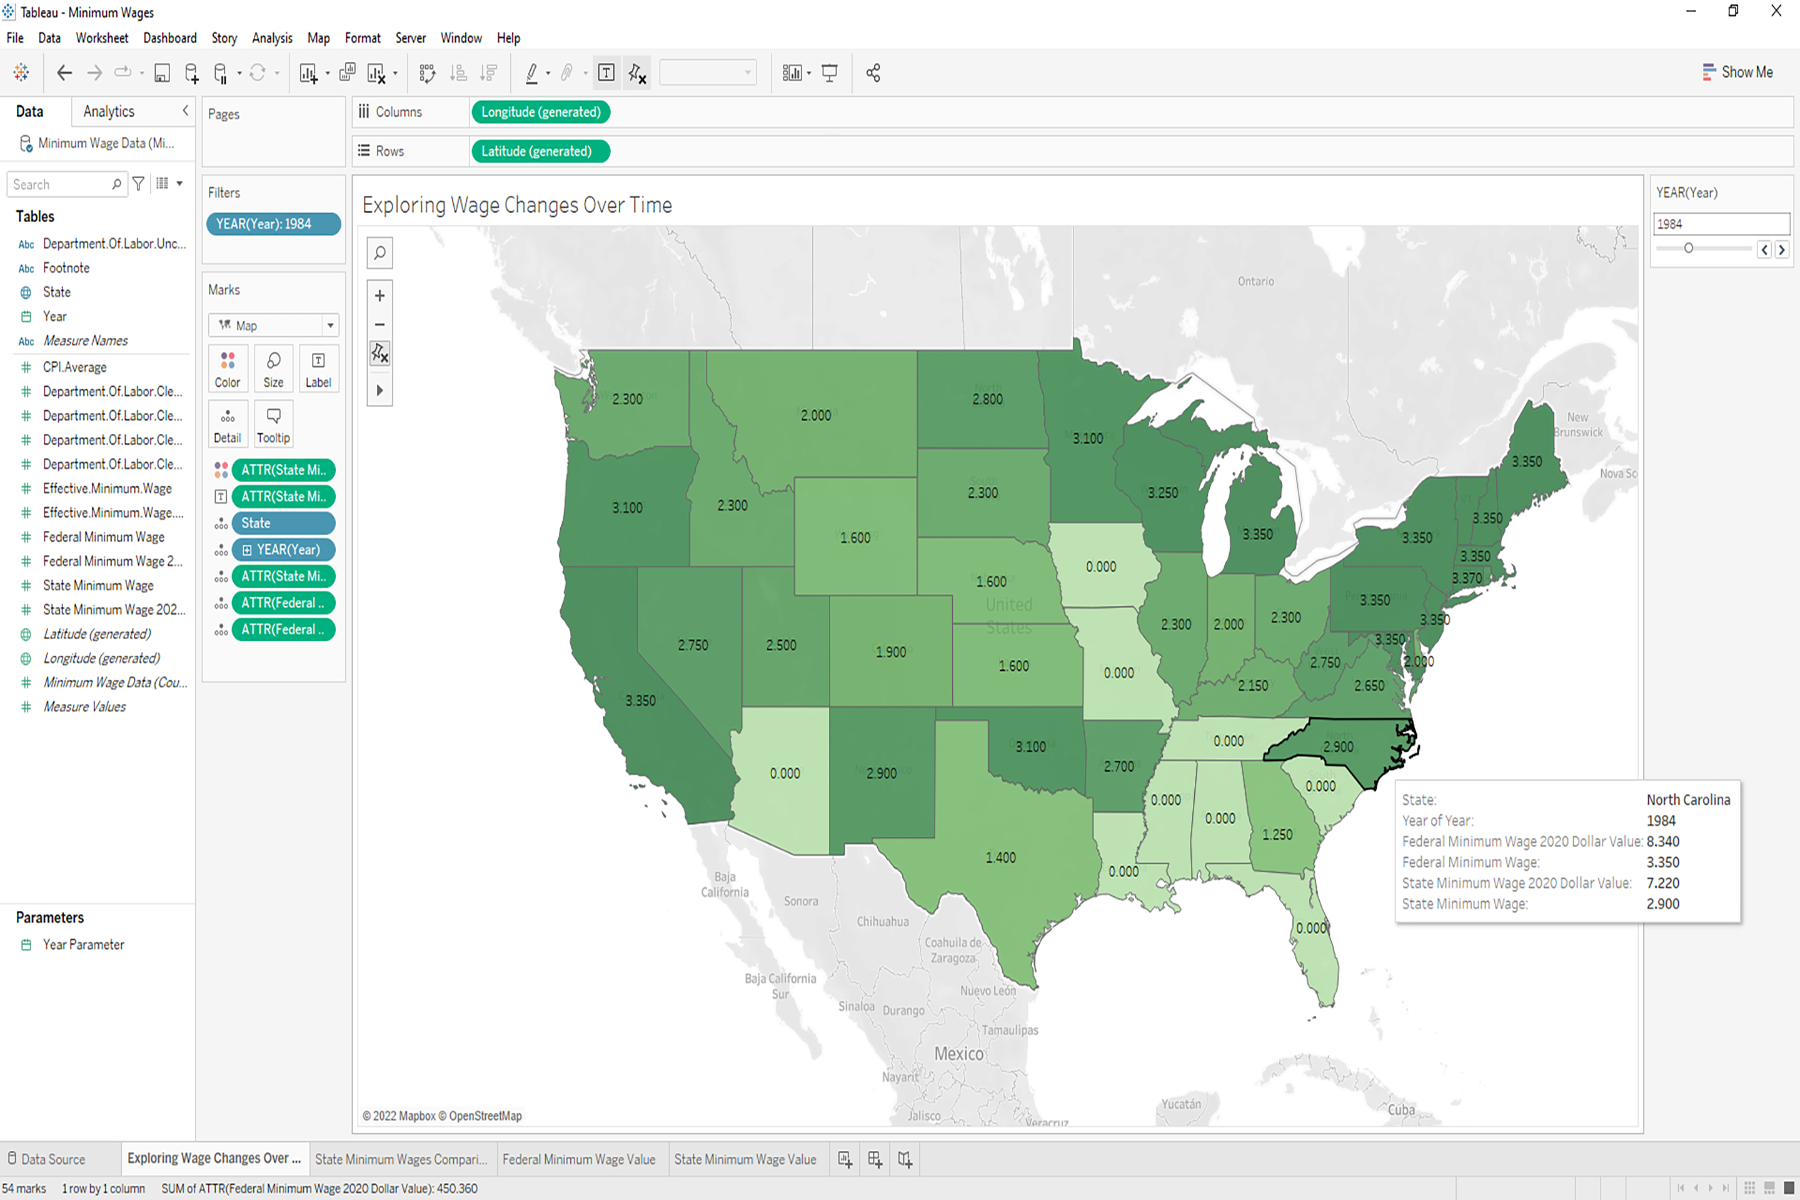 Tableau - Minimum Wages
File Data Worksheet Dashboard Story Analysis Map Format Server Window Help
Show Me
Data
Analytics
Minimum Wage Data (Mi...
Search
Tables
Abc Department.Of.Labor.Unc...
Abc Footnote
State
Year
Abc Measure Names
# CPI.Average
# Department.Of.Labor.Cle...
# Department.Of.Labor.Cle...
# Department.Of.Labor.Cle...
# Department.Of.Labor.Cle...
# Effective.Minimum.Wage
# Effective.Minimum.Wage....
# Federal Minimum Wage
# Federal Minimum Wage 2...
# State Minimum Wage
# State Minimum Wage 202...
Latitude (generated)
Longitude (generated)
# Minimum Wage Data (Cou...
# Measure Values
Parameters
Year Parameter
Pages
Filters
YEAR(Year): 1984
Marks
Map
Color
Size
Label
Detail
Tooltip
ATTR(State Mi..
T ATTR(State Mi..
State
YEAR(Year)
ATTR(State Mi..
ATTR(Federal ..
ATTR(Federal ..
Columns
Longitude (generated)
Rows
Latitude (generated)
Exploring Wage Changes Over Time
YEAR(Year)
1984
Ontario
New
Brunswick
Nova Sc
2.300
2.000
North
2.800
3.100
3.350
3.250
3.100
2.300
2.300
1.600
3.350
3.350
3.350
0.000
3.350
3.370
1.600
United
States
3.350
3.350
2.300
2.000
2.300
3.350
2.750
2.500
1.900
1.600
0.000
2.750
2.000
2.150
2.650
3.350
0.000
2.900
3.100
2.700
0.000
2.900
0.000
0.000
0.000
1.250
1.400
0.000
0.000
State: North Carolina
Year of Year: 1984
Federal Minimum Wage 2020 Dollar Value: 8.340
Federal Minimum Wage: 3.350
State Minimum Wage 2020 Dollar Value: 7.220
State Minimum Wage: 2.900
Baja
California
Sonora
Chihuahua
Coahuila de
Zaragoza
Baja California
Sur
Nuevo León
Sinaloa
Durango
Tamaulipas
Mexico
Nayarit
Jalisco
Veracruz
Yucatán
Cuba
© 2022 Mapbox © OpenStreetMap
Data Source
Exploring Wage Changes Over ...
State Minimum Wages Compari...
Federal Minimum Wage Value
State Minimum Wage Value
54 marks 1 row by 1 column SUM of ATTR(Federal Minimum Wage 2020 Dollar Value): 450.360